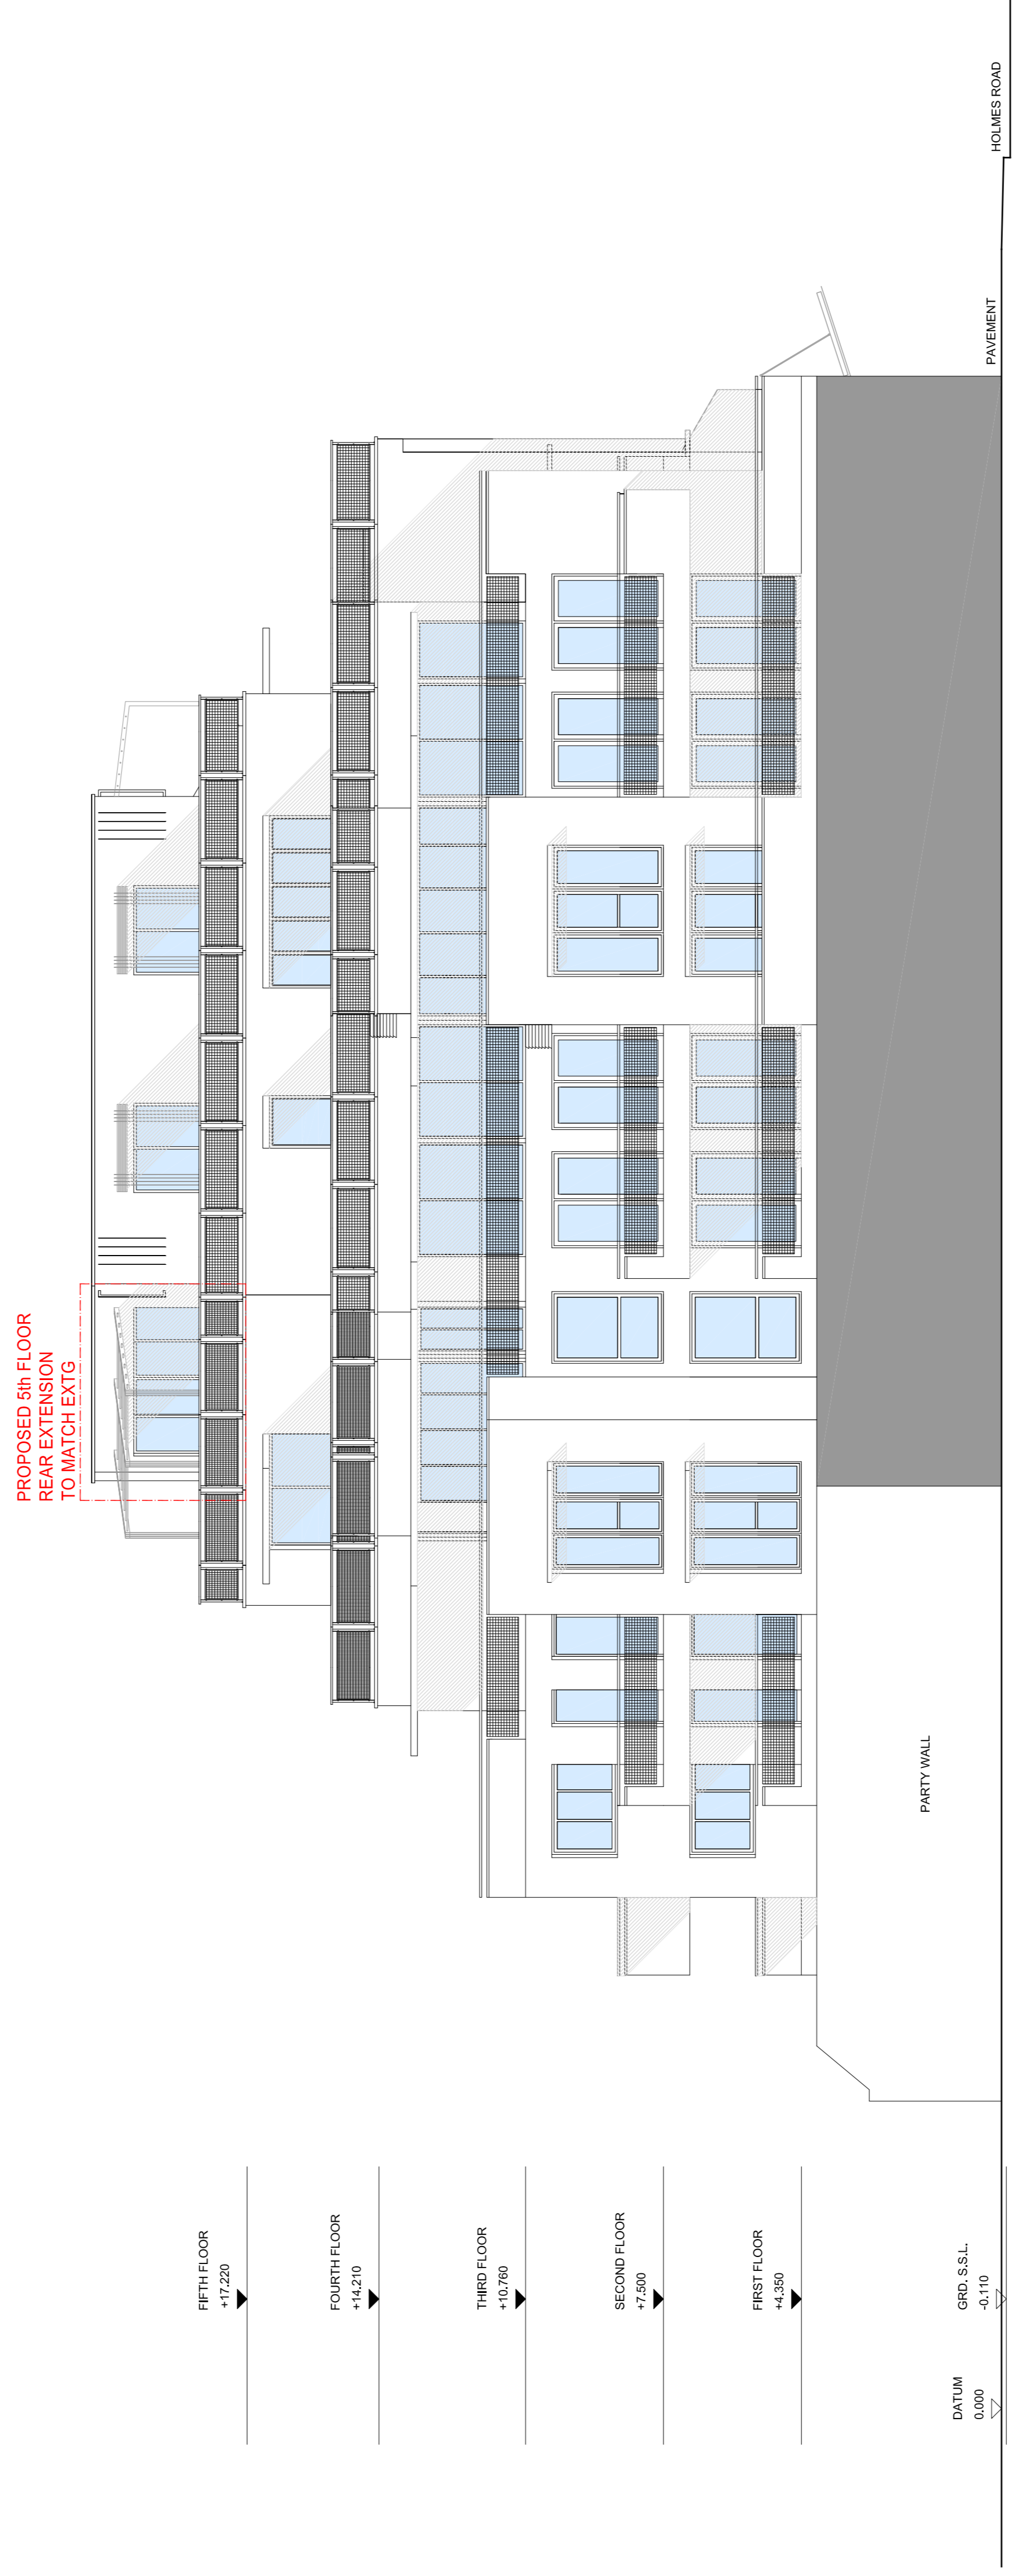 PROPOSED 5th FLOOR
REAR EXTENSION
TO MATCH EXTG
FIFTH FLOOR
+17.220
FOURTH FLOOR
+14.210
THIRD FLOOR
+10.760
SECOND FLOOR
+7.500
FIRST FLOOR
+4.350
GRD. S.S.L.
-0.110
DATUM
0.000
PARTY WALL
PAVEMENT
HOLMES ROAD